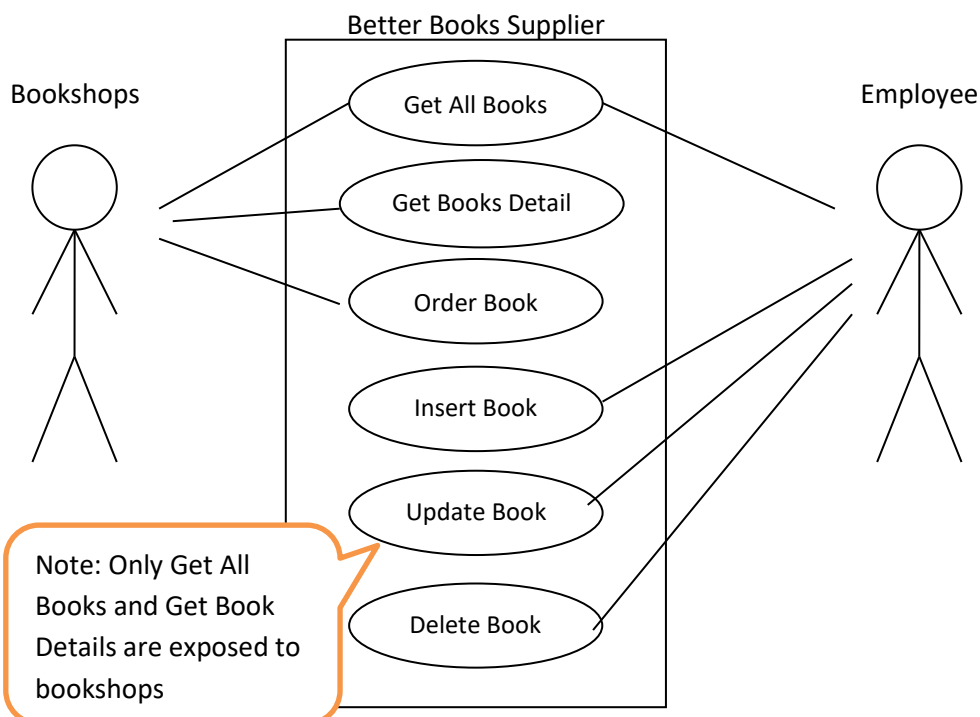 Better Books Supplier
Bookshops
Employee
Get All Books
Get Books Detail
Order Book
Insert Book
Update Book
Delete Book
Note: Only Get All
Books and Get Book
Details are exposed to
bookshops